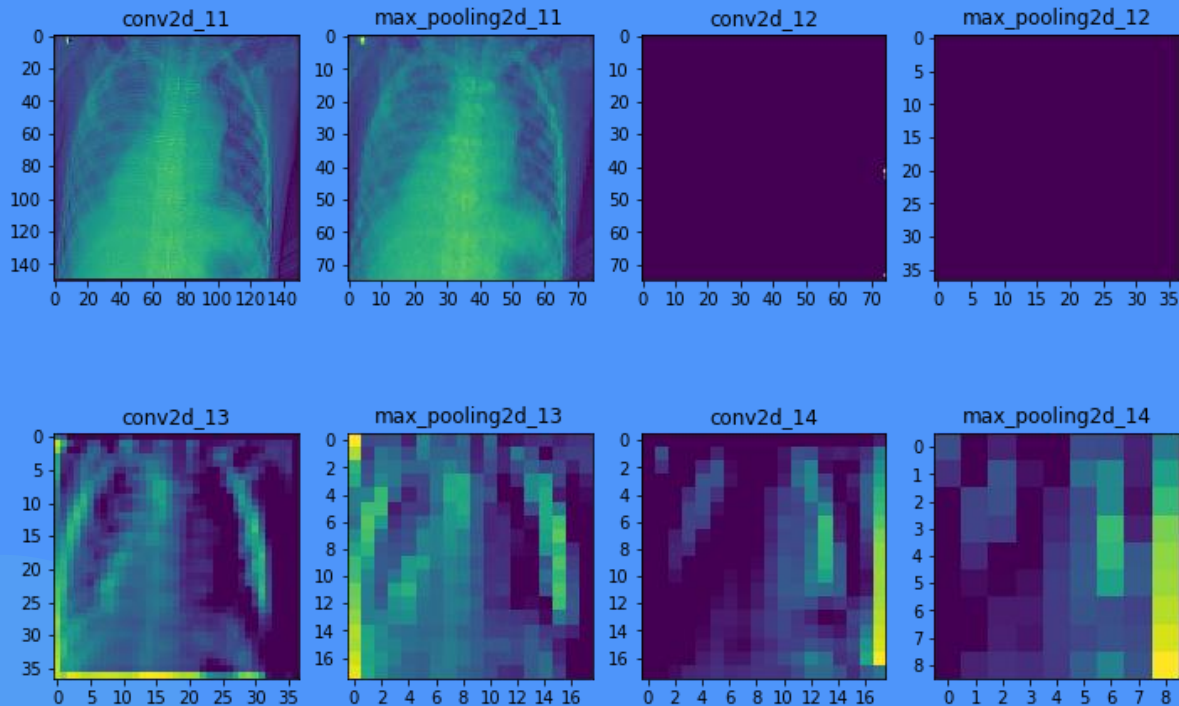 conv2d_11 max_pooling2d_11 conv2d_12 max_pooling2d_12
0 0 0 0
20 10 10 5
40 20 20 10
60 30 30 15
80 40 40 20
100 50 50 25
120 60 60 30
140 70 70 35
0 20 40 60 80 100 120 140 0 10 20 30 40 50 60 70 0 10 20 30 40 50 60 70 0 5 10 15 20 25 30 35
conv2d_13 max_pooling2d_13 conv2d_14 max_pooling2d_14
0 0 0 0
5 2 2 1
10 4 4 2
15 6 6 3
20 8 8 4
25 10 10 5
30 12 12 6
35 14 14 7
16 16 8
0 5 10 15 20 25 30 35 0 2 4 6 8 10 12 14 16 0 2 4 6 8 10 12 14 16 0 1 2 3 4 5 6 7 8